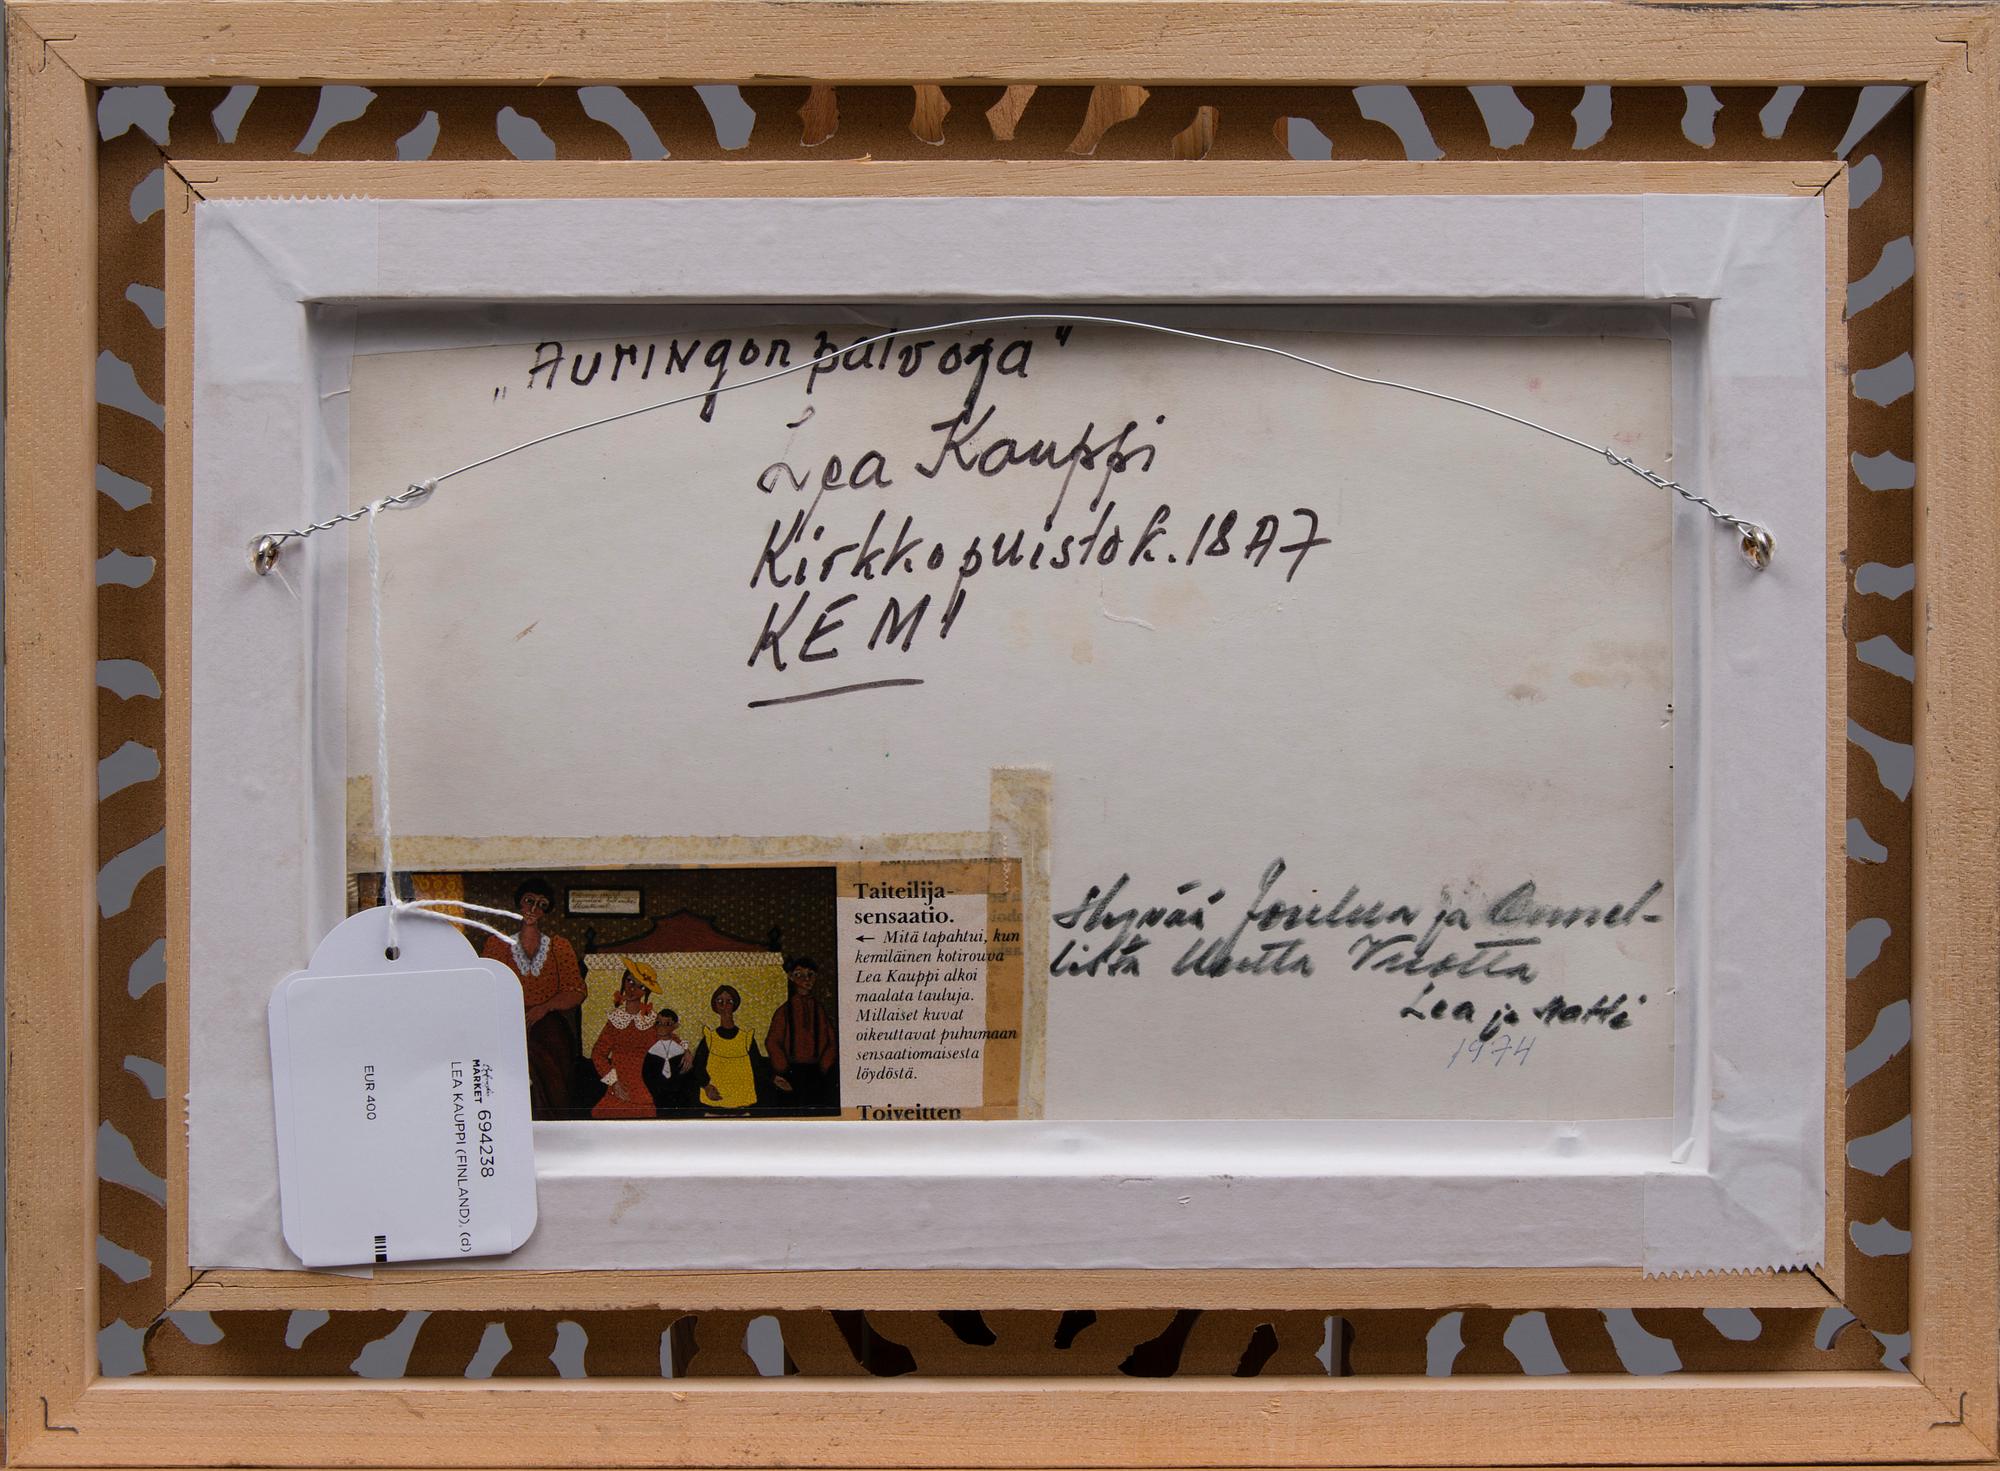 „Auringon palvoja"
Lea Kauppi
Kirkkopuistok. 18 A 7
KEMI
Taiteilija-
sensaatio.
← Mitä tapahtui, kun
kemiläinen kotirouva
Lea Kauppi alkoi
maalata tauluja.
Millaiset kuvat
oikeuttavat puhumaan
sensaatiomaisesta
löydöstä.
Toiveitten
Hyvää Joulua ja Onnel-
lista Uutta Vuotta
Lea ja Matti
1974
MARKET 694238
LEA KAUPPI (FINLAND), (d)
EUR 400